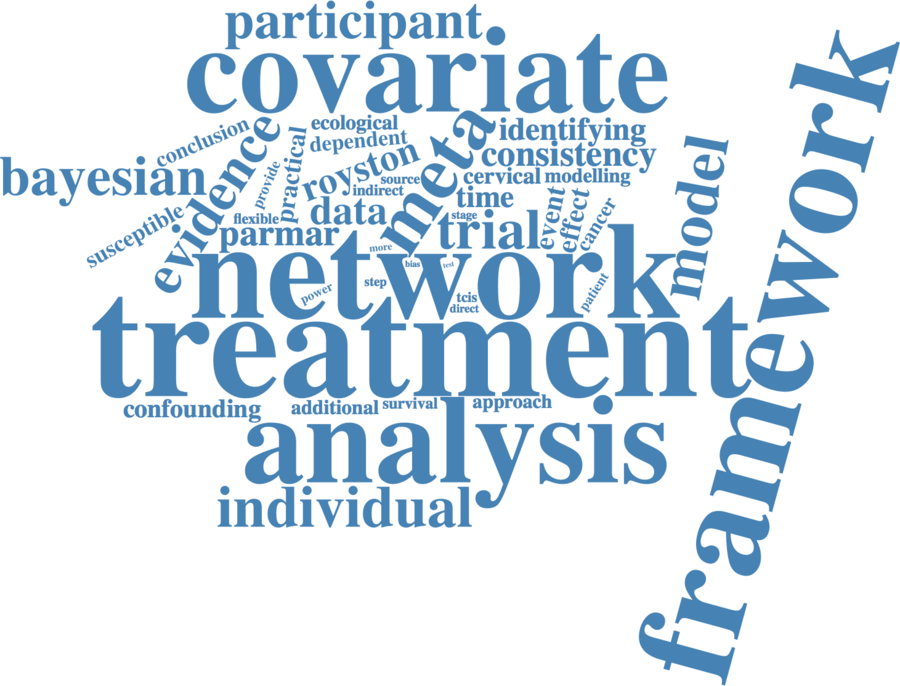 participant
covariate
framework
ecological
conclusion
evidence
practical
dependent
meta
identifying
consistency
bayesian
provide
royston
source
indirect
cervical
modelling
model
susceptible
flexible
data
time
stage
event
effect
cancer
parmar
trial
more
bias
test
network
step
power
tcis
direct
patient
treatment
confounding
additional
survival
approach
analysis
individual